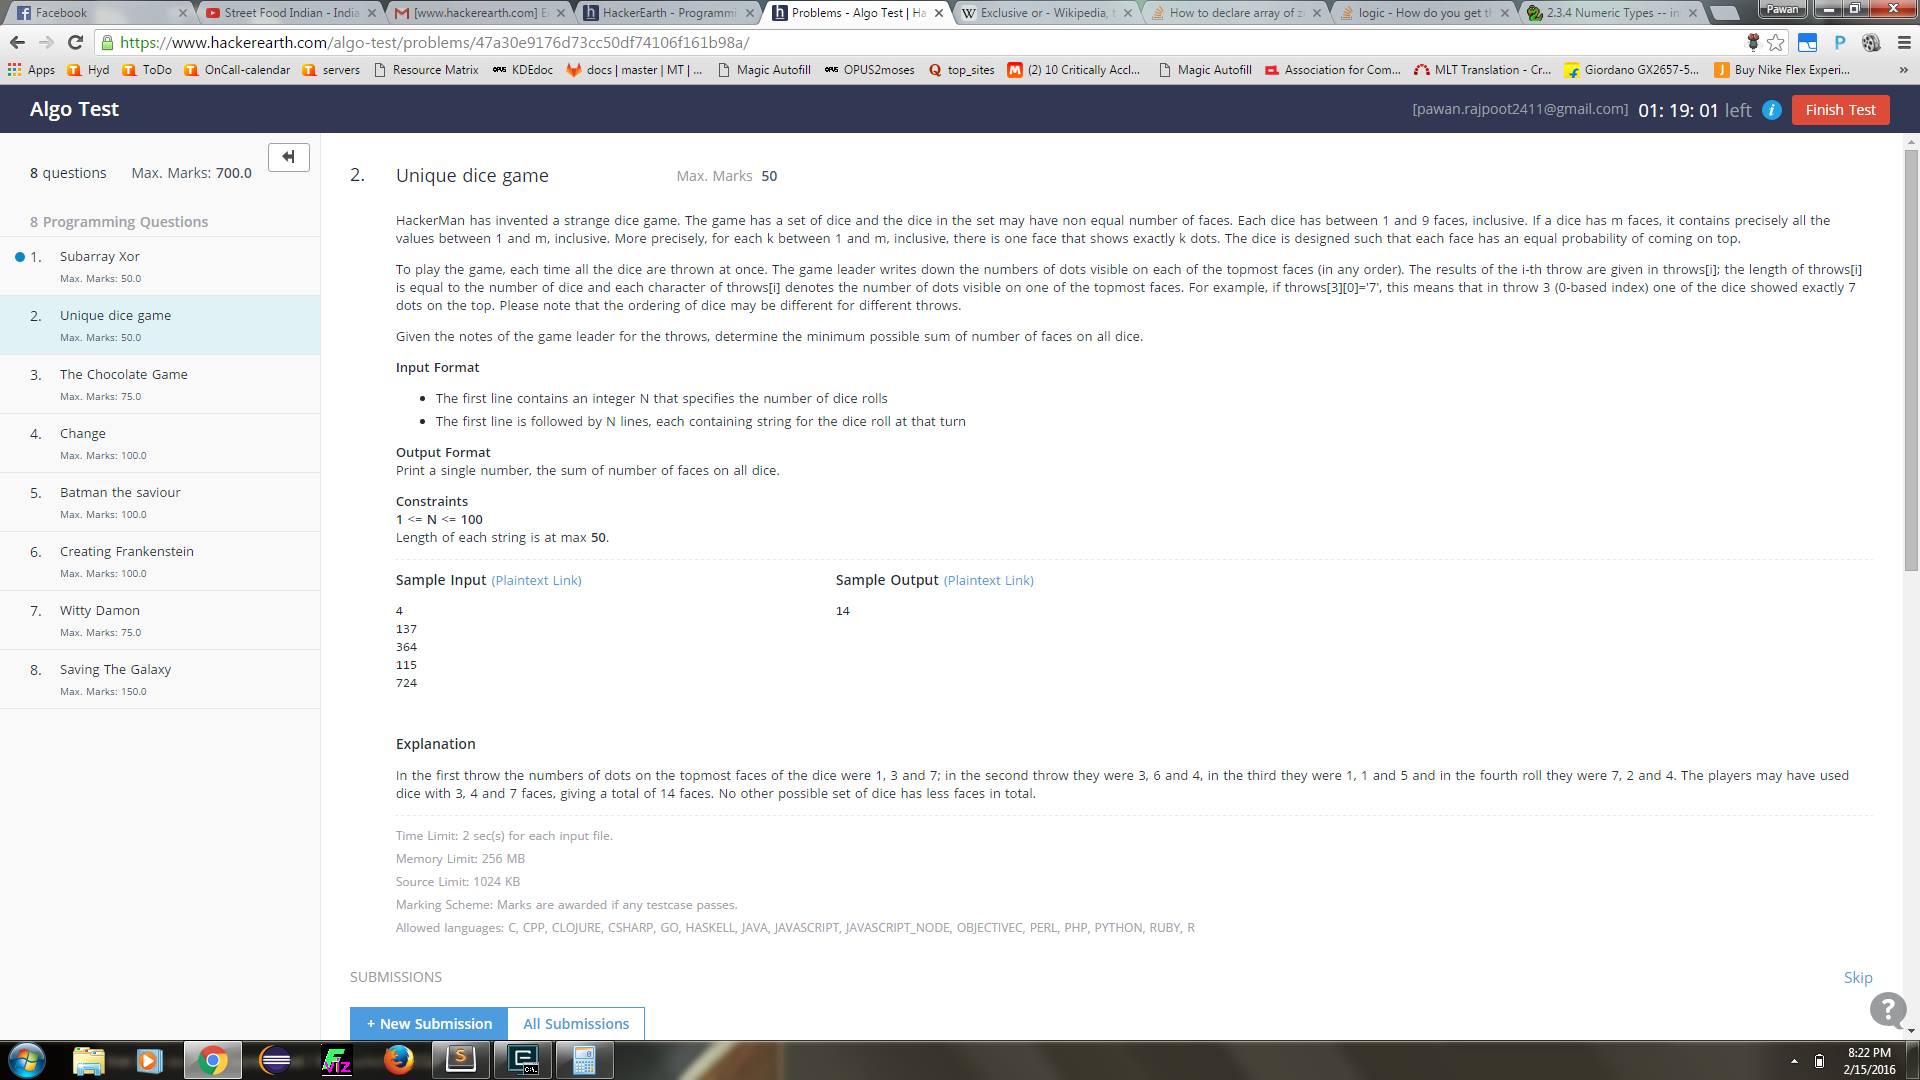 Facebook
Street Food Indian - India
[www.hackerearth.com]
HackerEarth - Programmi
Problems - Algo Test | Ha
Exclusive or - Wikipedia,
How to declare array of
logic - How do you get
2.3.4 Numeric Types -- in
Pawan
https://www.hackerearth.com/algo-test/problems/47a30e9176d73cc50df74106f161b98a/
P
Apps
Hyd
ToDo
OnCall-calendar
servers
Resource Matrix
KDEdoc
docs | master | MT | ...
Magic Autofill
OPUS2moses
top_sites
(2) 10 Critically Accl...
Magic Autofill
Association for Com...
MLT Translation - Cr...
Giordano GX2657-5...
Buy Nike Flex Experi...
»
Algo Test
[pawan.rajpoot2411@gmail.com] 01: 19: 01 left
Finish Test
8 questions Max. Marks: 700.0
8 Programming Questions
1. Subarray Xor
Max. Marks: 50.0
2. Unique dice game
Max. Marks: 50.0
3. The Chocolate Game
Max. Marks: 75.0
4. Change
Max. Marks: 100.0
5. Batman the saviour
Max. Marks: 100.0
6. Creating Frankenstein
Max. Marks: 100.0
7. Witty Damon
Max. Marks: 75.0
8. Saving The Galaxy
Max. Marks: 150.0
2. Unique dice game Max. Marks 50
HackerMan has invented a strange dice game. The game has a set of dice and the dice in the set may have non equal number of faces. Each dice has between 1 and 9 faces, inclusive. If a dice has m faces, it contains precisely all the
values between 1 and m, inclusive. More precisely, for each k between 1 and m, inclusive, there is one face that shows exactly k dots. The dice is designed such that each face has an equal probability of coming on top.
To play the game, each time all the dice are thrown at once. The game leader writes down the numbers of dots visible on each of the topmost faces (in any order). The results of the i-th throw are given in throws[i]; the length of throws[i]
is equal to the number of dice and each character of throws[i] denotes the number of dots visible on one of the topmost faces. For example, if throws[3][0]='7', this means that in throw 3 (0-based index) one of the dice showed exactly 7
dots on the top. Please note that the ordering of dice may be different for different throws.
Given the notes of the game leader for the throws, determine the minimum possible sum of number of faces on all dice.
Input Format
• The first line contains an integer N that specifies the number of dice rolls
• The first line is followed by N lines, each containing string for the dice roll at that turn
Output Format
Print a single number, the sum of number of faces on all dice.
Constraints
1 <= N <= 100
Length of each string is at max 50.
Sample Input (Plaintext Link)
4
137
364
115
724
Sample Output (Plaintext Link)
14
Explanation
In the first throw the numbers of dots on the topmost faces of the dice were 1, 3 and 7; in the second throw they were 3, 6 and 4, in the third they were 1, 1 and 5 and in the fourth roll they were 7, 2 and 4. The players may have used
dice with 3, 4 and 7 faces, giving a total of 14 faces. No other possible set of dice has less faces in total.
Time Limit: 2 sec(s) for each input file.
Memory Limit: 256 MB
Source Limit: 1024 KB
Marking Scheme: Marks are awarded if any testcase passes.
Allowed languages: C, CPP, CLOJURE, CSHARP, GO, HASKELL, JAVA, JAVASCRIPT, JAVASCRIPT_NODE, OBJECTIVEC, PERL, PHP, PYTHON, RUBY, R
SUBMISSIONS
Skip
+ New Submission
All Submissions
?
8:22 PM
2/15/2016